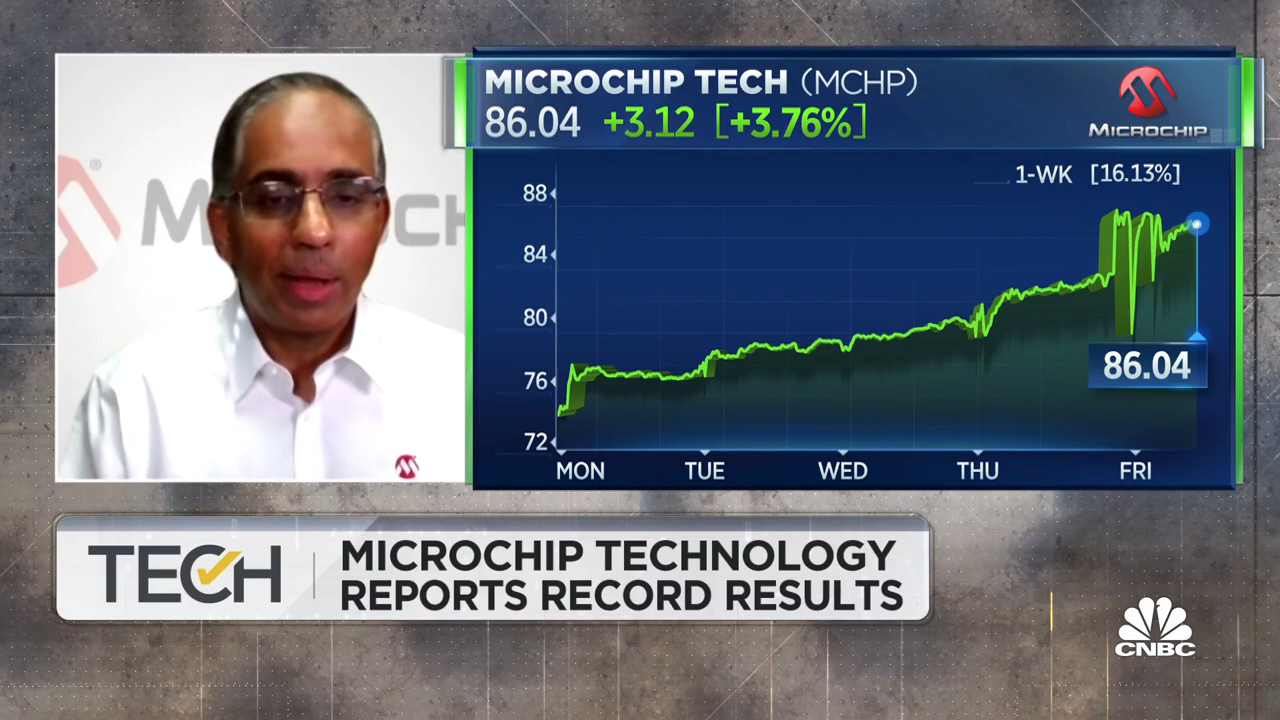 MICROCHIP TECH (MCHP)
86.04 +3.12 [+3.76%]
MICROCHIP
1-WK [16.13%]
88
84
80
76
72
86.04
MON TUE WED THU FRI
® MICROCH
TECH
MICROCHIP TECHNOLOGY
REPORTS RECORD RESULTS
CNBC